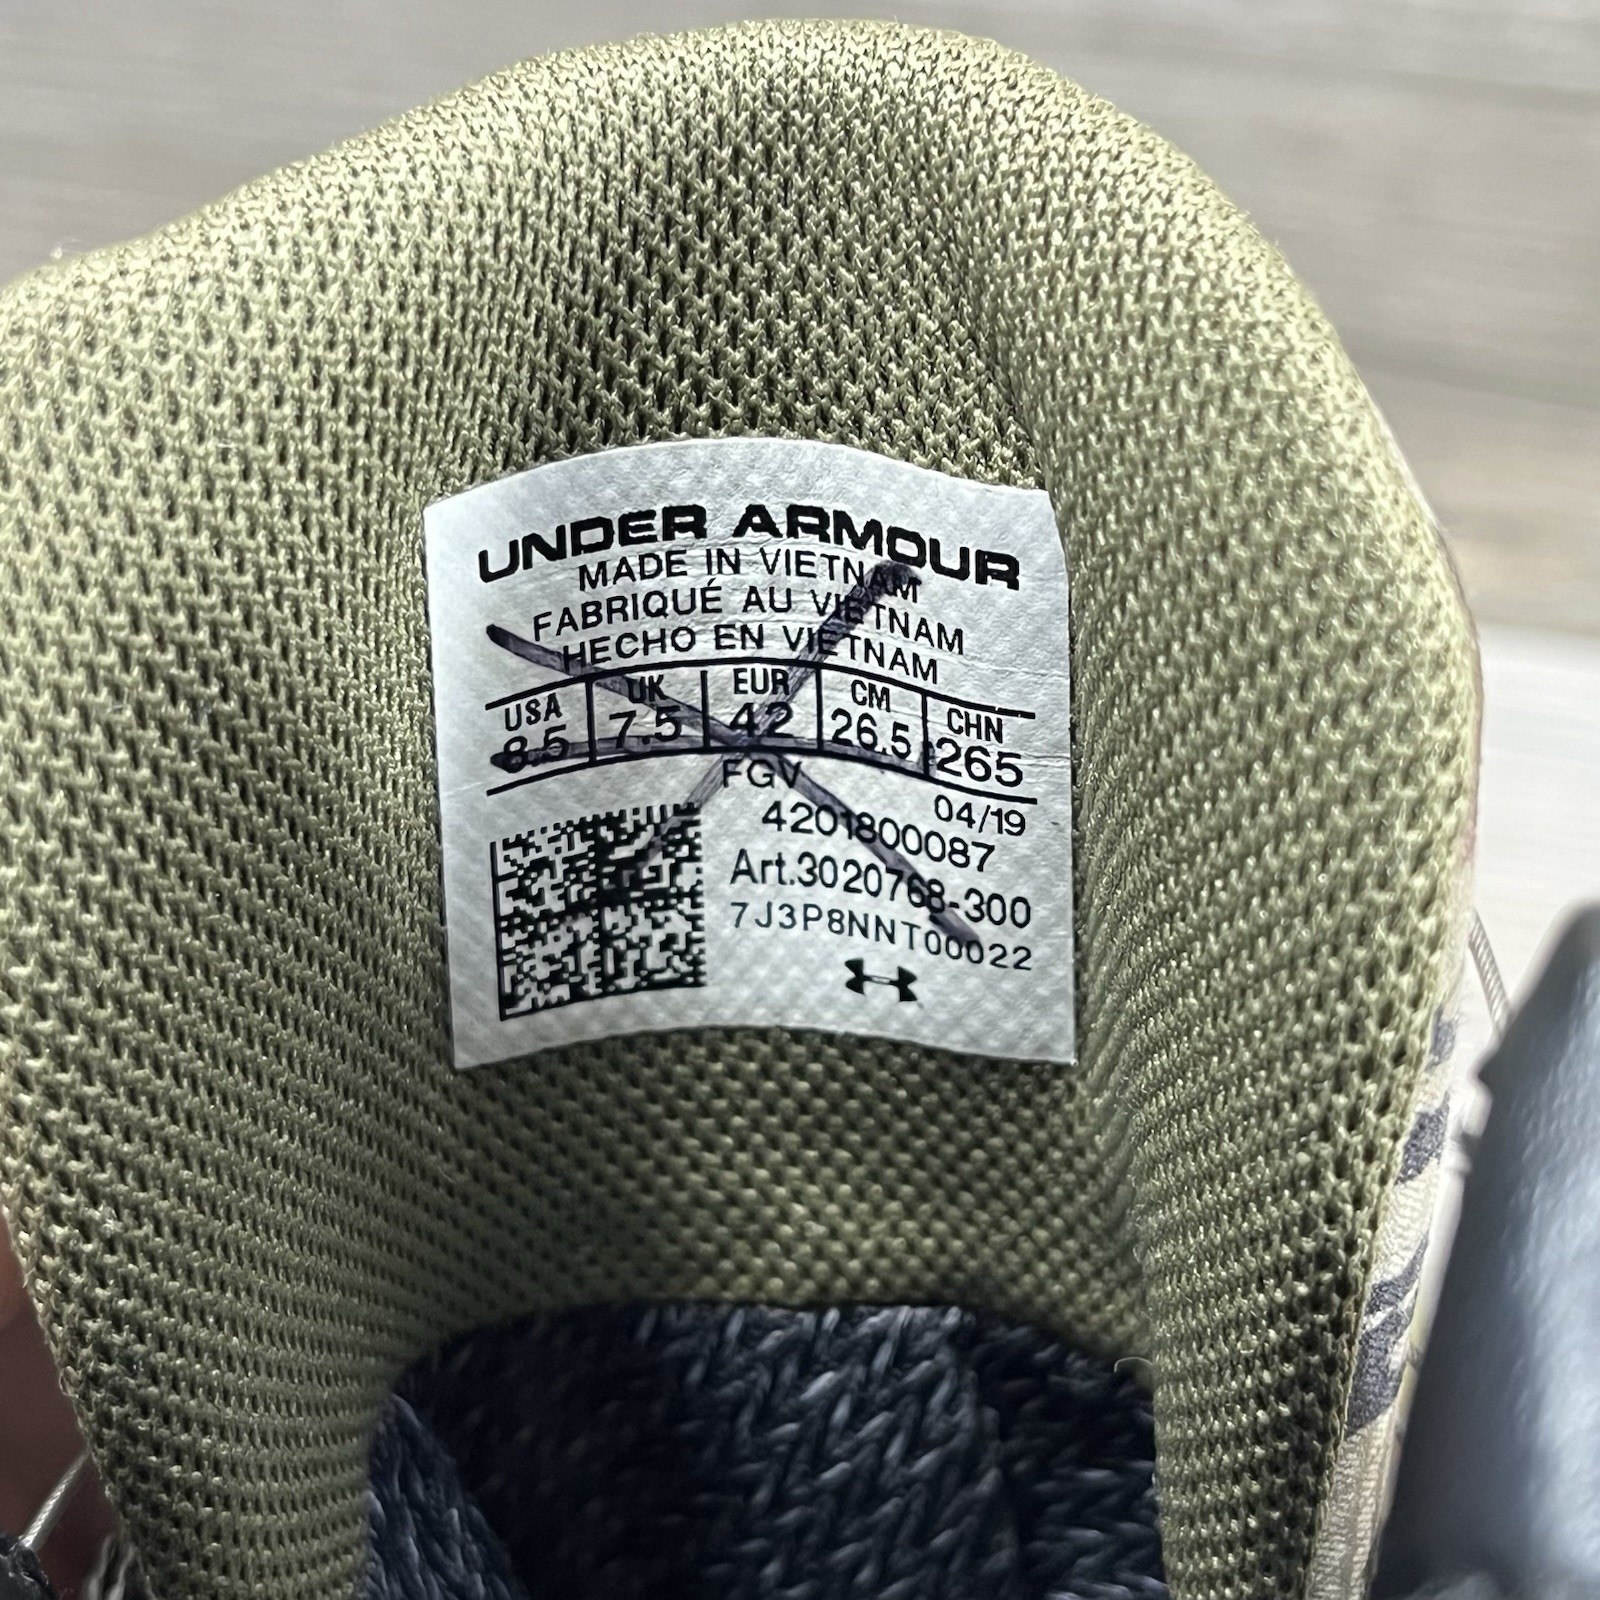 UNDER ARMOUR
MADE IN VIETNAM
FABRIQUÉ AU VIETNAM
HECHO EN VIETNAM
USA UK EUR CM CHN
8.5 7.5 42 26.5 265
FGV
04/19
4201800087
Art.3020768-300
7J3P8NNT00022